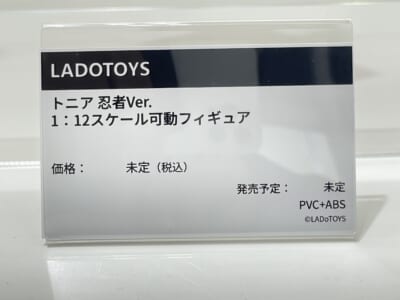 LADOTOYS
トニア 忍者Ver.
1：12スケール可動フィギュア
価格： 未定（税込）
発売予定： 未定
PVC+ABS
©LADoTOYS